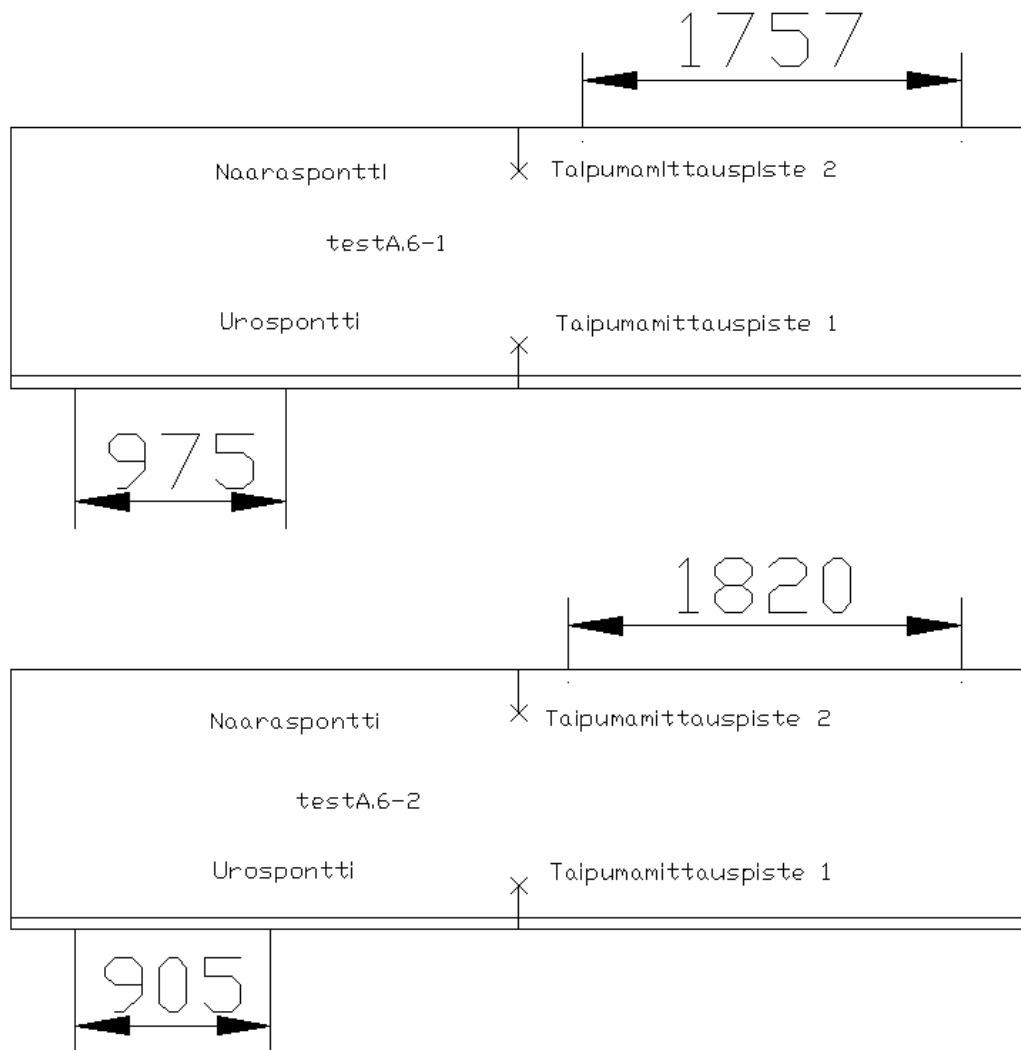 1757
Naaraspontti
Taipumamittauspiste 2
testA.6-1
Urospontti
Taipumamittauspiste 1
975
1820
Naaraspontti
Taipumamittauspiste 2
testA.6-2
Urospontti
Taipumamittauspiste 1
905